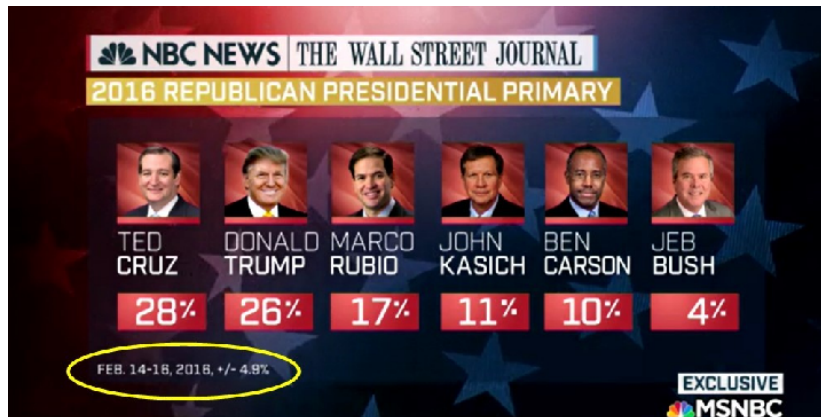 NBC NEWS THE WALL STREET JOURNAL
2016 REPUBLICAN PRESIDENTIAL PRIMARY
TED CRUZ
DONALD TRUMP
MARCO RUBIO
JOHN KASICH
BEN CARSON
JEB BUSH
28% 26% 17% 11% 10% 4%
FEB. 14-16, 2016, +/- 4.9%
EXCLUSIVE
MSNBC